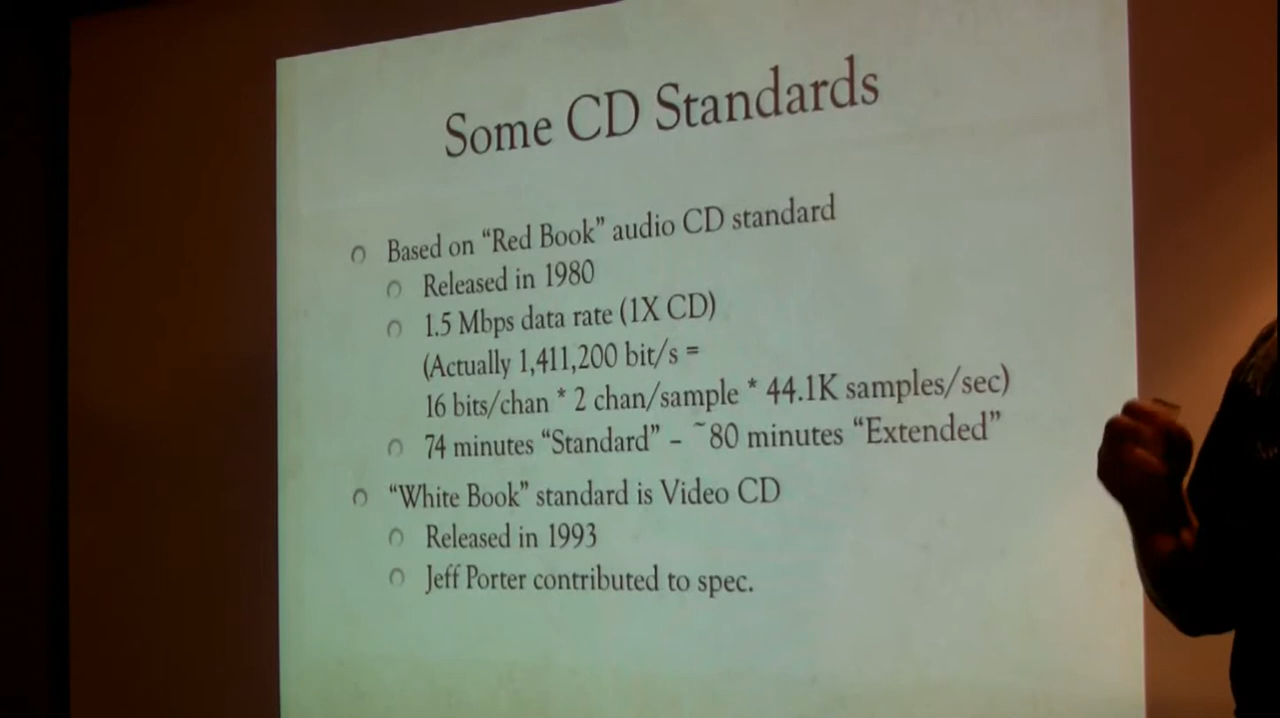 Some CD Standards
Based on “Red Book” audio CD standard
Released in 1980
1.5 Mbps data rate (1X CD)
(Actually 1,411,200 bit/s =
16 bits/chan * 2 chan/sample * 44.1K samples/sec)
74 minutes “Standard” – ~80 minutes “Extended”
“White Book” standard is Video CD
Released in 1993
Jeff Porter contributed to spec.